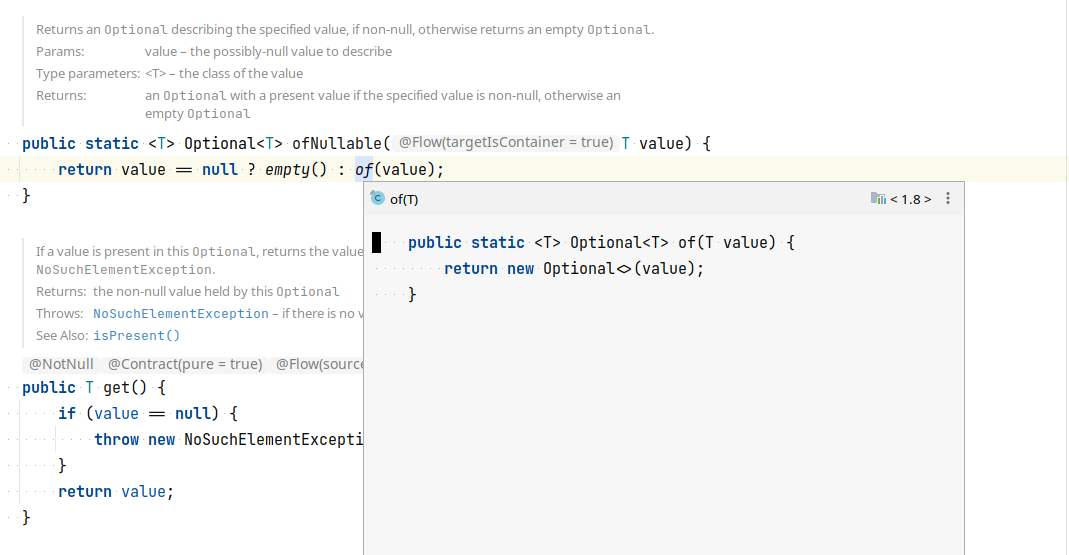 Returns an Optional describing the specified value, if non-null, otherwise returns an empty Optional.
Params: value – the possibly-null value to describe
Type parameters: <T> – the class of the value
Returns: an Optional with a present value if the specified value is non-null, otherwise an
empty Optional
public static <T> Optional<T> ofNullable( @Flow(targetIsContainer = true) T value) {
return value == null ? empty() : of(value);
}
of(T)
< 1.8 >
public static <T> Optional<T> of(T value) {
return new Optional<>(value);
}
If a value is present in this Optional, returns the value
NoSuchElementException.
Returns: the non-null value held by this Optional
Throws: NoSuchElementException – if there is no v
See Also: isPresent()
@NotNull @Contract(pure = true) @Flow(source
public T get() {
if (value == null) {
throw new NoSuchElementExcepti
}
return value;
}